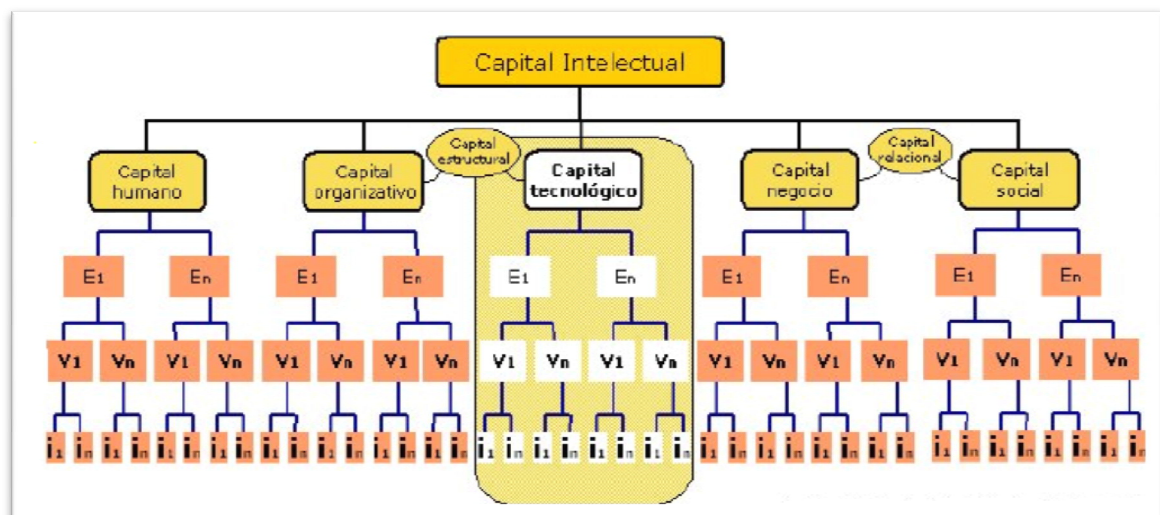 Capital Intelectual
Capital
humano
Capital
organizativo
Capital
estructural
Capital
tecnológico
Capital
negocio
Capital
relacional
Capital
social
E1 En E1 En E1 En E1 En E1 En
V1 Vn V1 Vn V1 Vn V1 Vn V1 Vn V1 Vn V1 Vn V1 Vn V1 Vn V1 Vn
i1 in i1 in i1 in i1 in i1 in i1 in i1 in i1 in i1 in i1 in i1 in i1 in i1 in i1 in i1 in i1 in i1 in i1 in i1 in i1 in